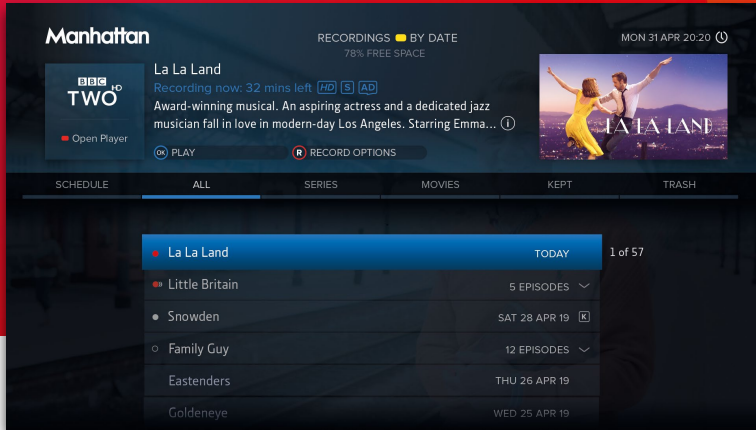 Manhattan
RECORDINGS BY DATE
78% FREE SPACE
MON 31 APR 20:20
BBC
TWO HD
Open Player
La La Land
Recording now: 32 mins left HD S AD
Award-winning musical. An aspiring actress and a dedicated jazz
musician fall in love in modern-day Los Angeles. Starring Emma... i
OK PLAY
R RECORD OPTIONS
LA LA LAND
SCHEDULE ALL SERIES MOVIES KEPT TRASH
La La Land TODAY 1 of 57
Little Britain 5 EPISODES
Snowden SAT 28 APR 19 K
Family Guy 12 EPISODES
Eastenders THU 26 APR 19
Goldeneye WED 25 APR 19